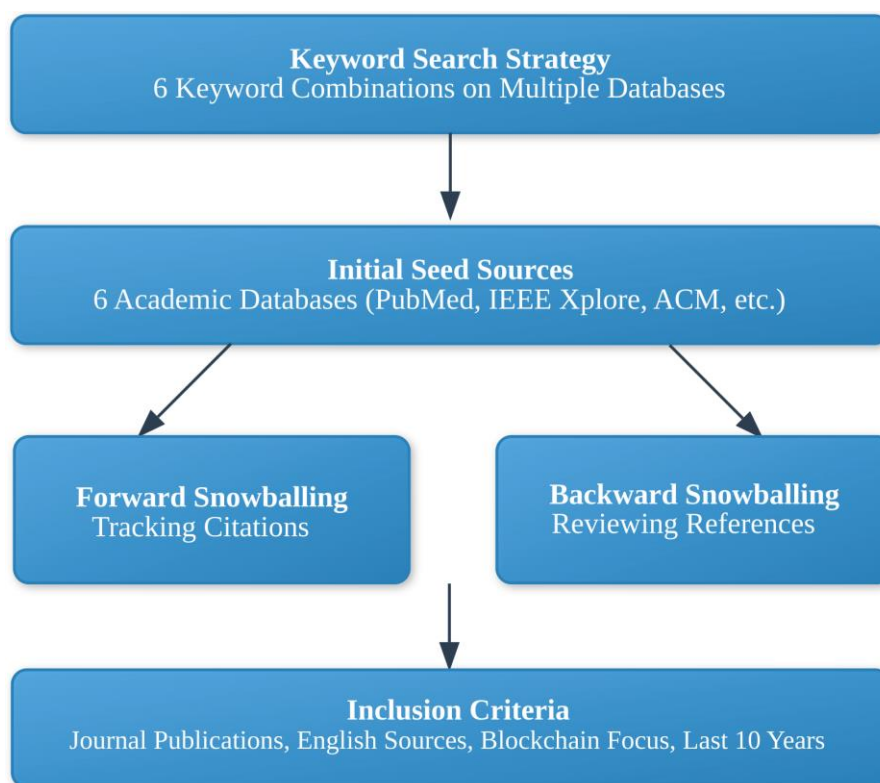 Keyword Search Strategy
6 Keyword Combinations on Multiple Databases
Initial Seed Sources
6 Academic Databases (PubMed, IEEE Xplore, ACM, etc.)
Forward Snowballing
Tracking Citations
Backward Snowballing
Reviewing References
Inclusion Criteria
Journal Publications, English Sources, Blockchain Focus, Last 10 Years